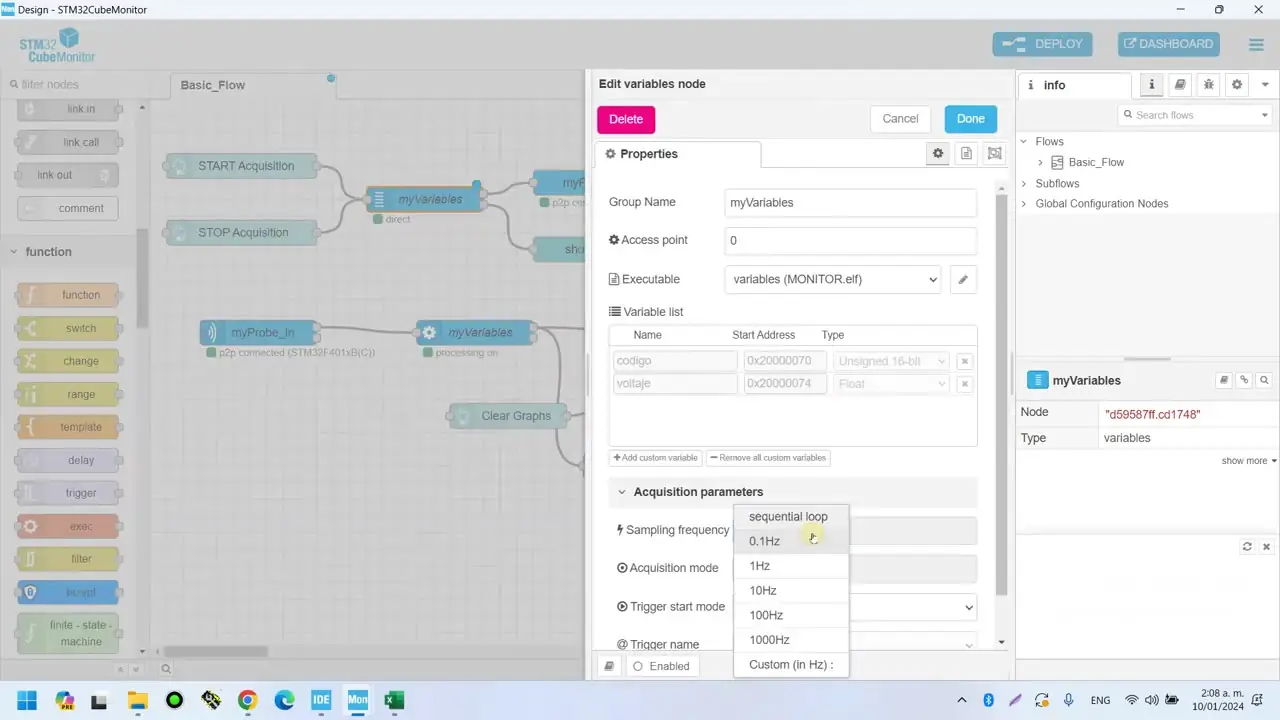 Mon Design - STM32CubeMonitor
STM32
CubeMonitor
DEPLOY
DASHBOARD
filter nodes
Basic_Flow
link in
link call
link out
comment
function
function
switch
change
range
template
delay
trigger
exec
filter
finite - state -
machine
START Acquisition
STOP Acquisition
myVariables
direct
myProbe_In
p2p connected (STM32F401xB(C))
myVariables
processing on
Clear Graphs
Edit variables node
Delete
Cancel
Done
Properties
Group Name
myVariables
Access point
0
Executable
variables (MONITOR.elf)
Variable list
Name Start Address Type
codigo 0x20000070 Unsigned 16-bit
voltaje 0x20000074 Float
+Add custom variable
Remove all custom variables
Acquisition parameters
Sampling frequency
Acquisition mode
Trigger start mode
Trigger name
sequential loop
0.1Hz
1Hz
10Hz
100Hz
1000Hz
Custom (in Hz) :
Enabled
i info
i
Search flows
Flows
Basic_Flow
Subflows
Global Configuration Nodes
myVariables
Node "d59587ff.cd1748"
Type variables
show more
PRE
IDE
Mon
ENG
2:08 a. m.
10/01/2024